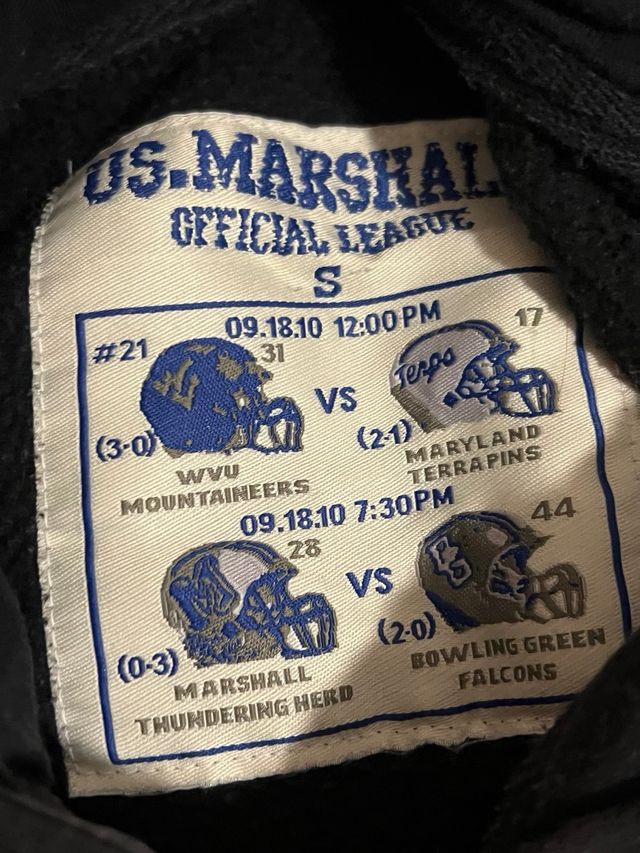 US. MARSHAL
OFFICIAL LEAGUE
S
09.18.10 12:00 PM
#21 31 VS Terps 17
(3-0) (2-1)
WVU MOUNTAINEERS MARYLAND TERRAPINS
09.18.10 7:30 PM
28 VS 44
(0-3) (2-0)
MARSHALL THUNDERING HERD BOWLING GREEN FALCONS